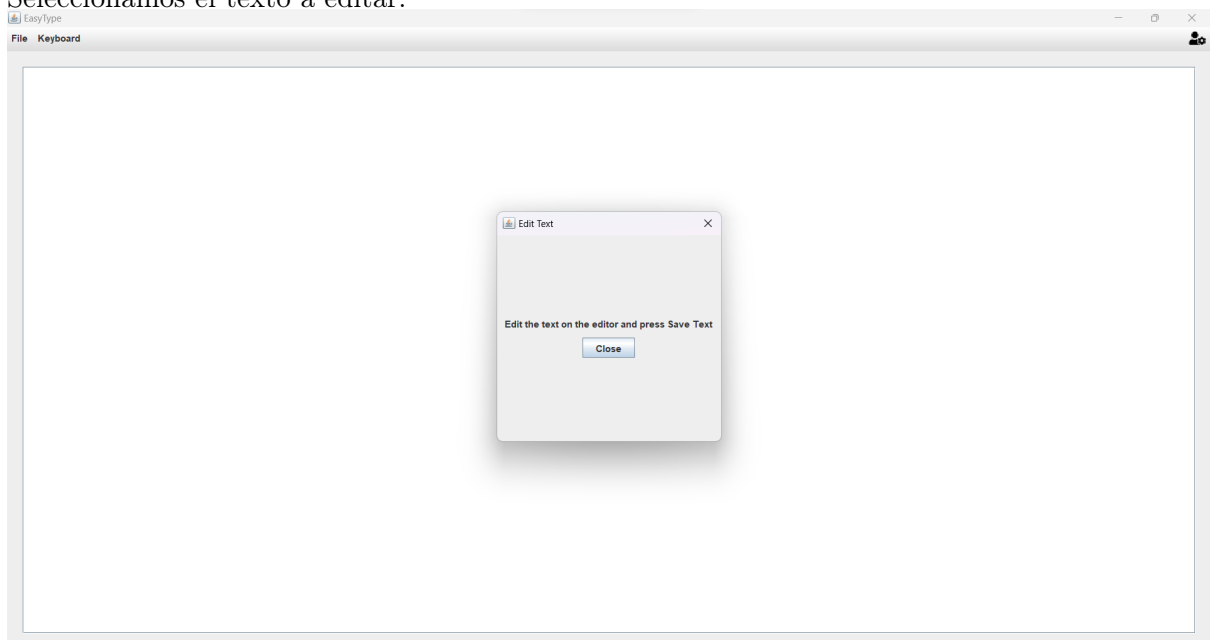 Seleccionamos el texto a editar.
EasyType
File Keyboard
Edit Text
Edit the text on the editor and press Save Text
Close